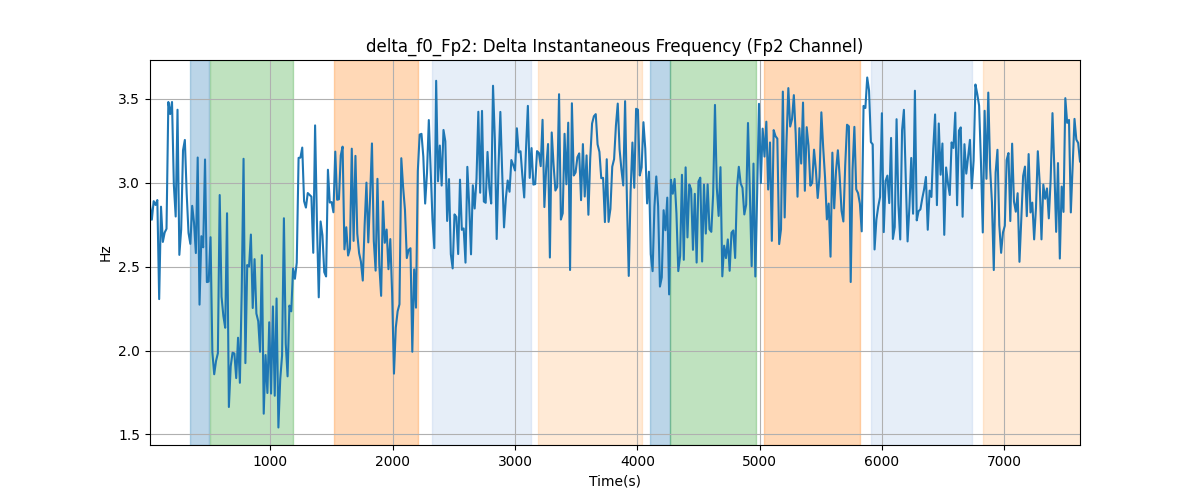 delta_f0_Fp2: Delta Instantaneous Frequency (Fp2 Channel)
3.5
3.0
2.5
2.0
1.5
Hz
1000 2000 3000 4000 5000 6000 7000
Time(s)